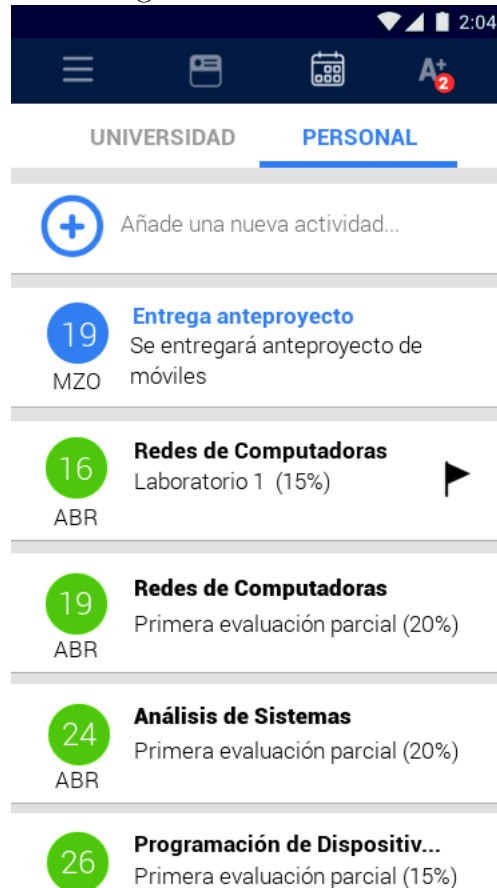 2:04
A+
2
UNIVERSIDAD PERSONAL
Añade una nueva actividad...
19
MZO
Entrega anteproyecto
Se entregará anteproyecto de
móviles
16
ABR
Redes de Computadoras
Laboratorio 1 (15%)
19
ABR
Redes de Computadoras
Primera evaluación parcial (20%)
24
ABR
Análisis de Sistemas
Primera evaluación parcial (20%)
26
Programación de Dispositiv...
Primera evaluación parcial (15%)